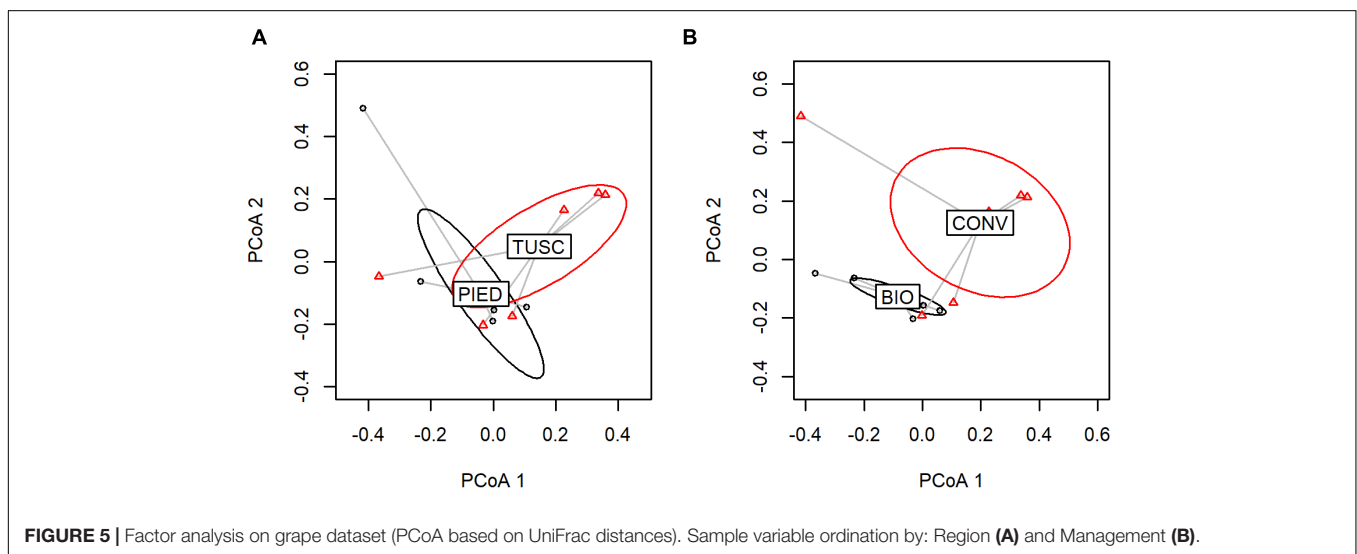 A
B
0.6
0.4
0.2
0.0
-0.2
-0.4
PCoA 2
TUSC
PIED
-0.4 -0.2 0.0 0.2 0.4
PCoA 1
0.6
0.4
0.2
0.0
-0.2
-0.4
PCoA 2
CONV
BIO
-0.4 -0.2 0.0 0.2 0.4 0.6
PCoA 1
FIGURE 5 | Factor analysis on grape dataset (PCoA based on UniFrac distances). Sample variable ordination by: Region (A) and Management (B).